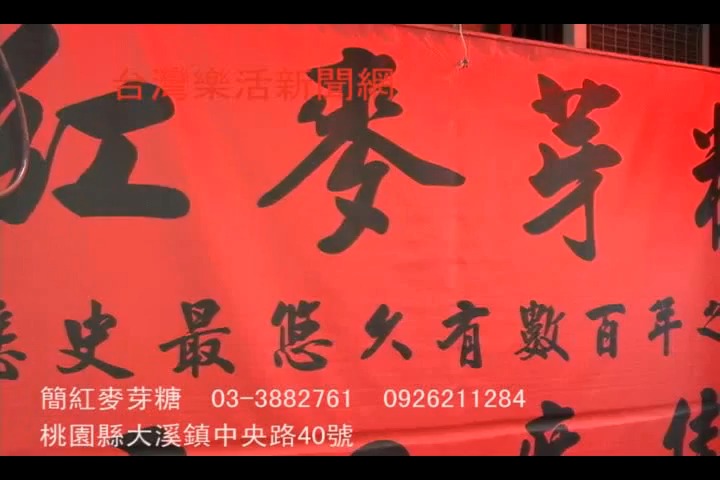 台灣樂活新聞網
紅麥芽糖
歷史最悠久有數百年之
簡紅麥芽糖 03-3882761 0926211284
桃園縣大溪鎮中央路40號